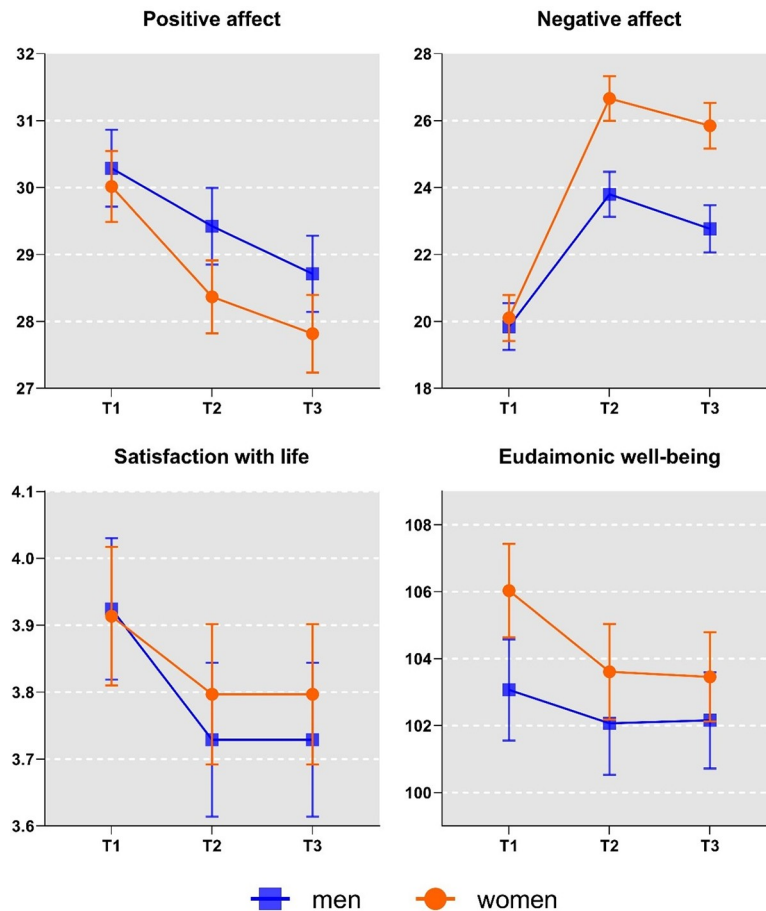 Positive affect
32
31
30
29
28
27
T1 T2 T3
Negative affect
28
26
24
22
20
18
T1 T2 T3
Satisfaction with life
4.1
4.0
3.9
3.8
3.7
3.6
T1 T2 T3
Eudaimonic well-being
108
106
104
102
100
T1 T2 T3
men women